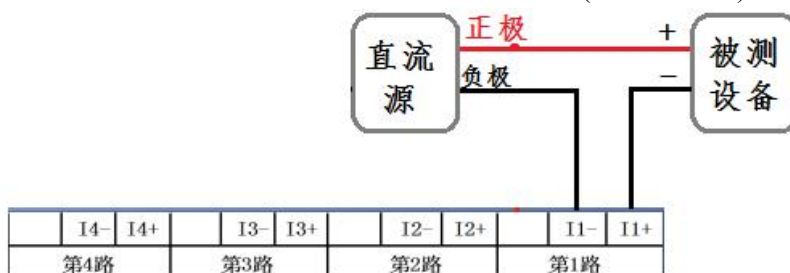 正极
+
直流
源
负极
-
被测
设备
I4- I4+ I3- I3+ I2- I2+ I1- I1+
第4路 第3路 第2路 第1路